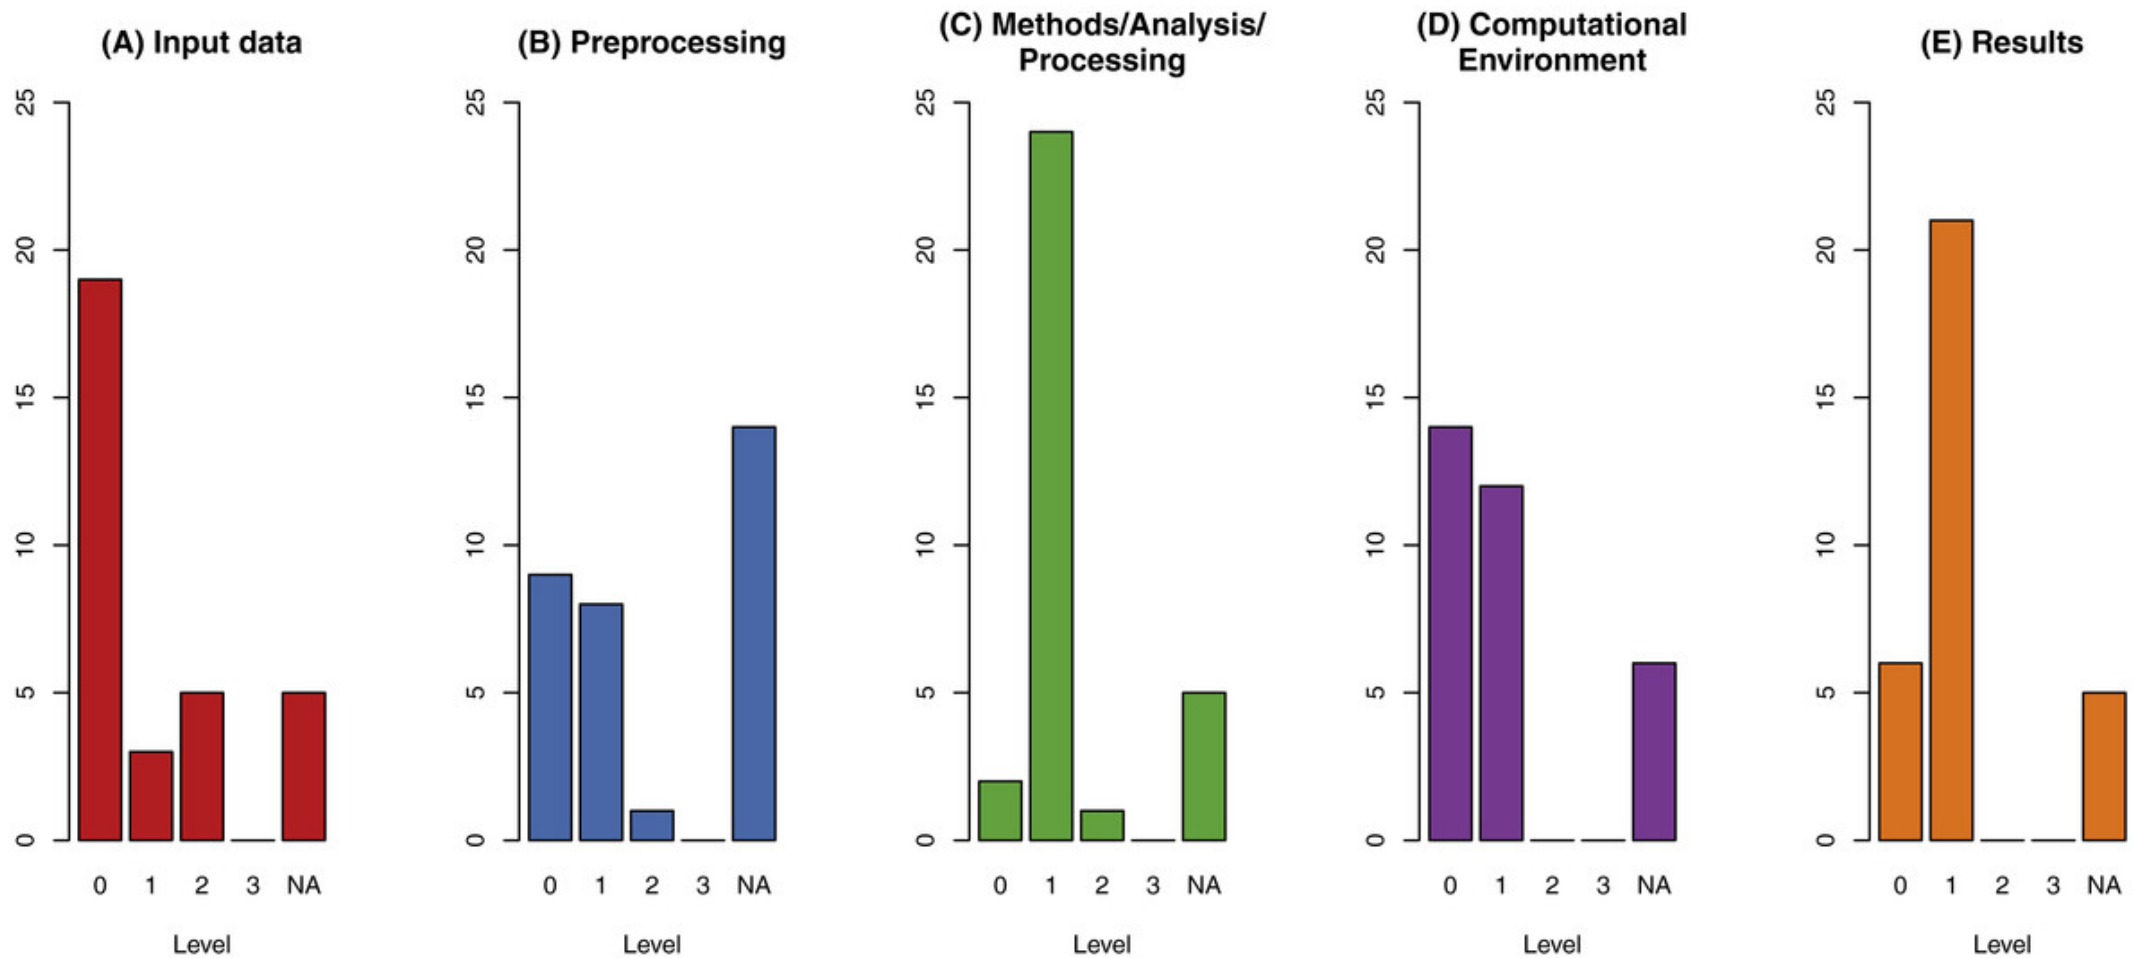 (A) Input data
25
20
15
10
5
0
0 1 2 3 NA
Level
(B) Preprocessing
25
20
15
10
5
0
0 1 2 3 NA
Level
(C) Methods/Analysis/
Processing
25
20
15
10
5
0
0 1 2 3 NA
Level
(D) Computational
Environment
25
20
15
10
5
0
0 1 2 3 NA
Level
(E) Results
25
20
15
10
5
0
0 1 2 3 NA
Level